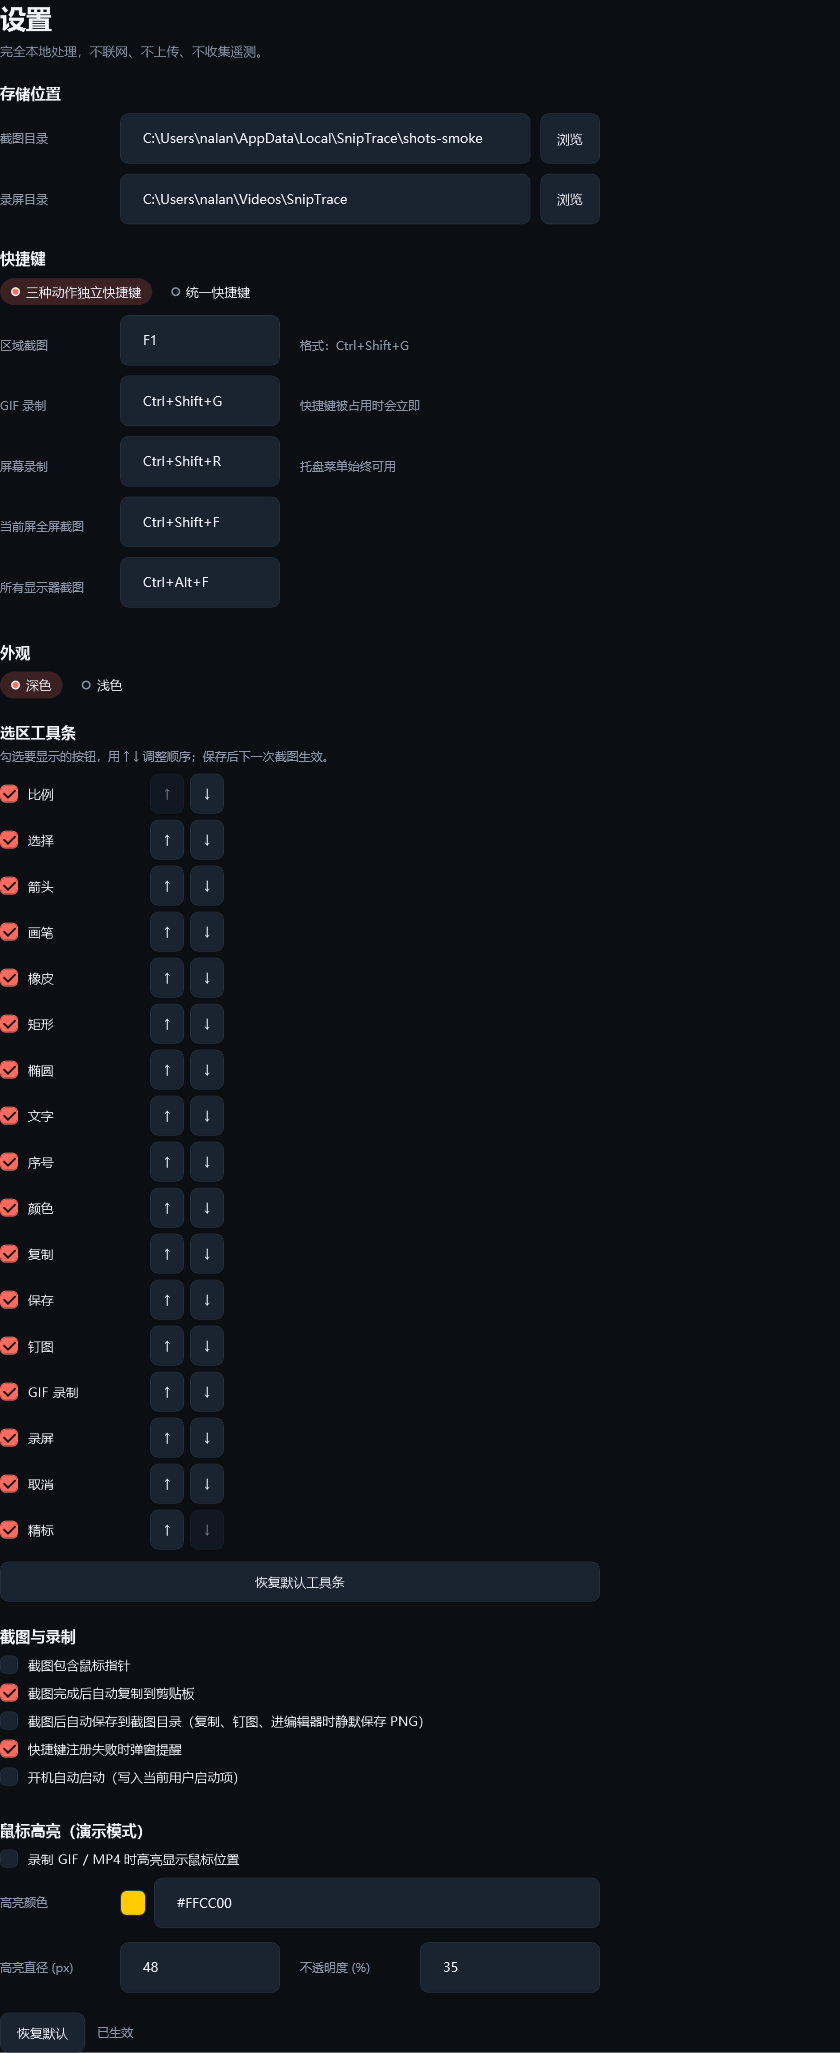 设置
完全本地处理，不联网、不上传、不收集遥测。
存储位置
截图目录 C:\Users\nalan\AppData\Local\SnipTrace\shots-smoke 浏览
录屏目录 C:\Users\nalan\Videos\SnipTrace 浏览
快捷键
三种动作独立快捷键 统一快捷键
区域截图 F1 格式：Ctrl+Shift+G
GIF 录制 Ctrl+Shift+G 快捷键被占用时会立即
屏幕录制 Ctrl+Shift+R 托盘菜单始终可用
当前屏全屏截图 Ctrl+Shift+F
所有显示器截图 Ctrl+Alt+F
外观
深色 浅色
选区工具条
勾选要显示的按钮，用↑↓调整顺序；保存后下一次截图生效。
比例 ↑ ↓
选择 ↑ ↓
箭头 ↑ ↓
画笔 ↑ ↓
橡皮 ↑ ↓
矩形 ↑ ↓
椭圆 ↑ ↓
文字 ↑ ↓
序号 ↑ ↓
颜色 ↑ ↓
复制 ↑ ↓
保存 ↑ ↓
钉图 ↑ ↓
GIF 录制 ↑ ↓
录屏 ↑ ↓
取消 ↑ ↓
精标 ↑ ↓
恢复默认工具条
截图与录制
截图包含鼠标指针
截图完成后自动复制到剪贴板
截图后自动保存到截图目录（复制、钉图、进编辑器时静默保存 PNG）
快捷键注册失败时弹窗提醒
开机自动启动（写入当前用户启动项）
鼠标高亮（演示模式）
录制 GIF / MP4 时高亮显示鼠标位置
高亮颜色 #FFCC00
高亮直径 (px) 48 不透明度 (%) 35
恢复默认 已生效